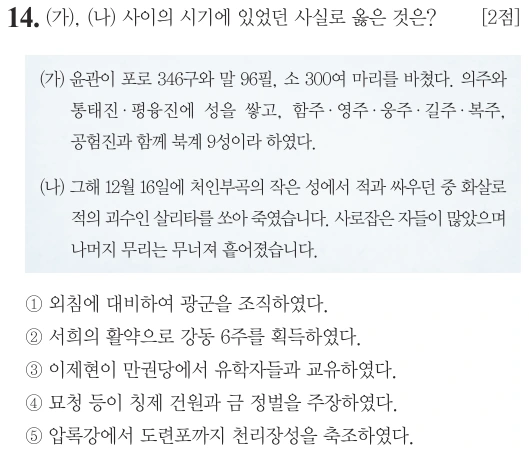 14. (가), (나) 사이의 시기에 있었던 사실로 옳은 것은? [2점]
(가) 윤관이 포로 346구와 말 96필, 소 300여 마리를 바쳤다. 의주와
통태진·평융진에 성을 쌓고, 함주·영주·웅주·길주·복주,
공험진과 함께 북계 9성이라 하였다.
(나) 그해 12월 16일에 처인부곡의 작은 성에서 적과 싸우던 중 화살로
적의 괴수인 살리타를 쏘아 죽였습니다. 사로잡은 자들이 많았으며
나머지 무리는 무너져 흩어졌습니다.
① 외침에 대비하여 광군을 조직하였다.
② 서희의 활약으로 강동 6주를 획득하였다.
③ 이제현이 만권당에서 유학자들과 교유하였다.
④ 묘청 등이 칭제 건원과 금 정벌을 주장하였다.
⑤ 압록강에서 도련포까지 천리장성을 축조하였다.